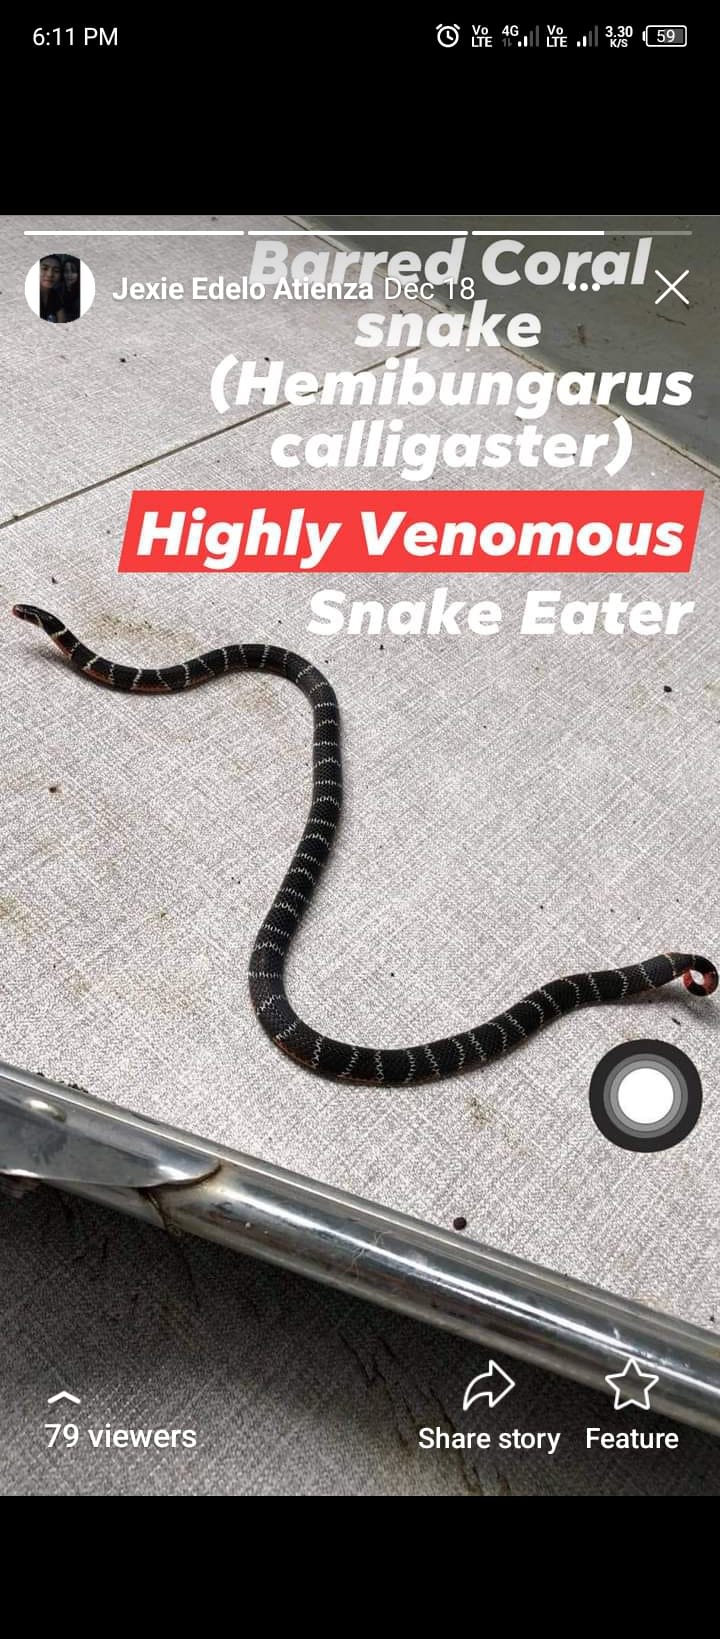 6:11 PM
Vo LTE 4G Vo LTE 3.30 K/S 59
Barred Coral
Jexie Edelo Atienza Dec 18
snake
(Hemibungarus
calligaster)
Highly Venomous
Snake Eater
79 viewers
Share story
Feature